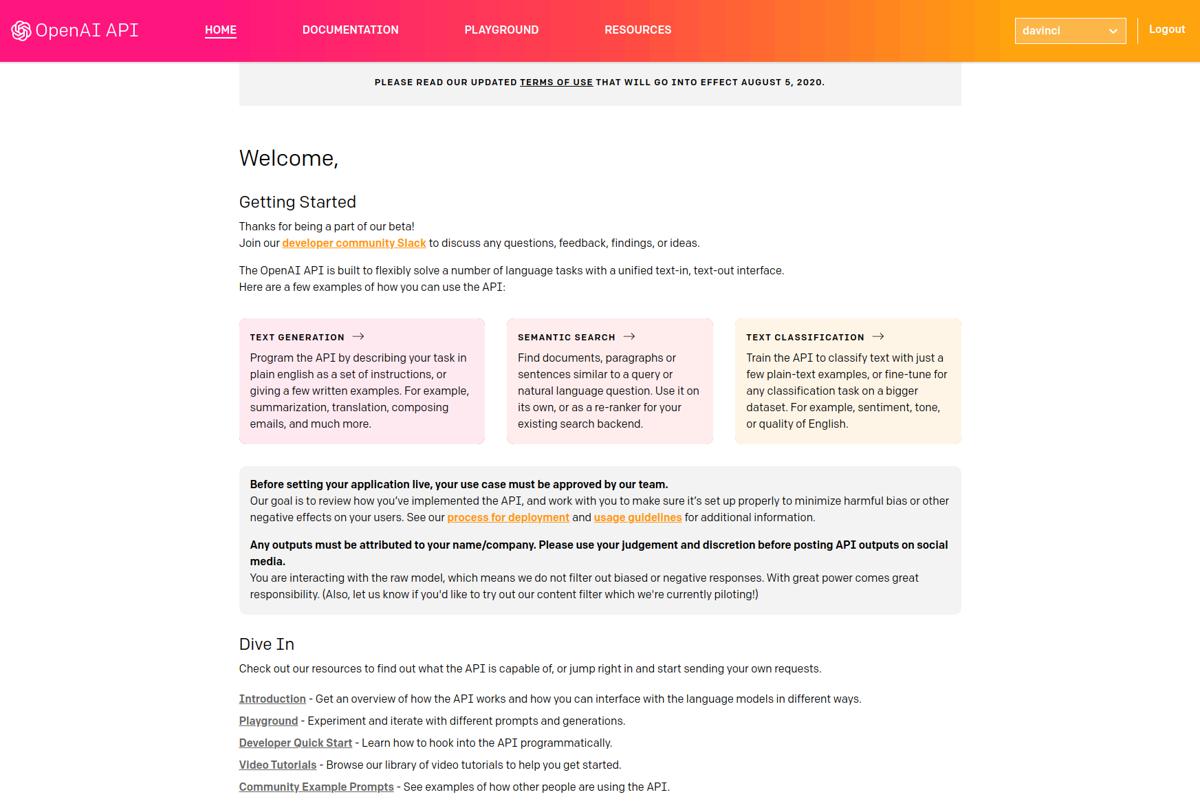 OpenAI API
HOME
DOCUMENTATION
PLAYGROUND
RESOURCES
davinci
Logout
PLEASE READ OUR UPDATED TERMS OF USE THAT WILL GO INTO EFFECT AUGUST 5, 2020.
Welcome,
Getting Started
Thanks for being a part of our beta!
Join our developer community Slack to discuss any questions, feedback, findings, or ideas.
The OpenAI API is built to flexibly solve a number of language tasks with a unified text-in, text-out interface.
Here are a few examples of how you can use the API:
TEXT GENERATION →
Program the API by describing your task in
plain english as a set of instructions, or
giving a few written examples. For example,
summarization, translation, composing
emails, and much more.
SEMANTIC SEARCH →
Find documents, paragraphs or
sentences similar to a query or
natural language question. Use it on
its own, or as a re-ranker for your
existing search backend.
TEXT CLASSIFICATION →
Train the API to classify text with just a
few plain-text examples, or fine-tune for
any classification task on a bigger
dataset. For example, sentiment, tone,
or quality of English.
Before setting your application live, your use case must be approved by our team.
Our goal is to review how you've implemented the API, and work with you to make sure it's set up properly to minimize harmful bias or other
negative effects on your users. See our process for deployment and usage guidelines for additional information.
Any outputs must be attributed to your name/company. Please use your judgement and discretion before posting API outputs on social
media.
You are interacting with the raw model, which means we do not filter out biased or negative responses. With great power comes great
responsibility. (Also, let us know if you'd like to try out our content filter which we're currently piloting!)
Dive In
Check out our resources to find out what the API is capable of, or jump right in and start sending your own requests.
Introduction - Get an overview of how the API works and how you can interface with the language models in different ways.
Playground - Experiment and iterate with different prompts and generations.
Developer Quick Start - Learn how to hook into the API programmatically.
Video Tutorials - Browse our library of video tutorials to help you get started.
Community Example Prompts - See examples of how other people are using the API.